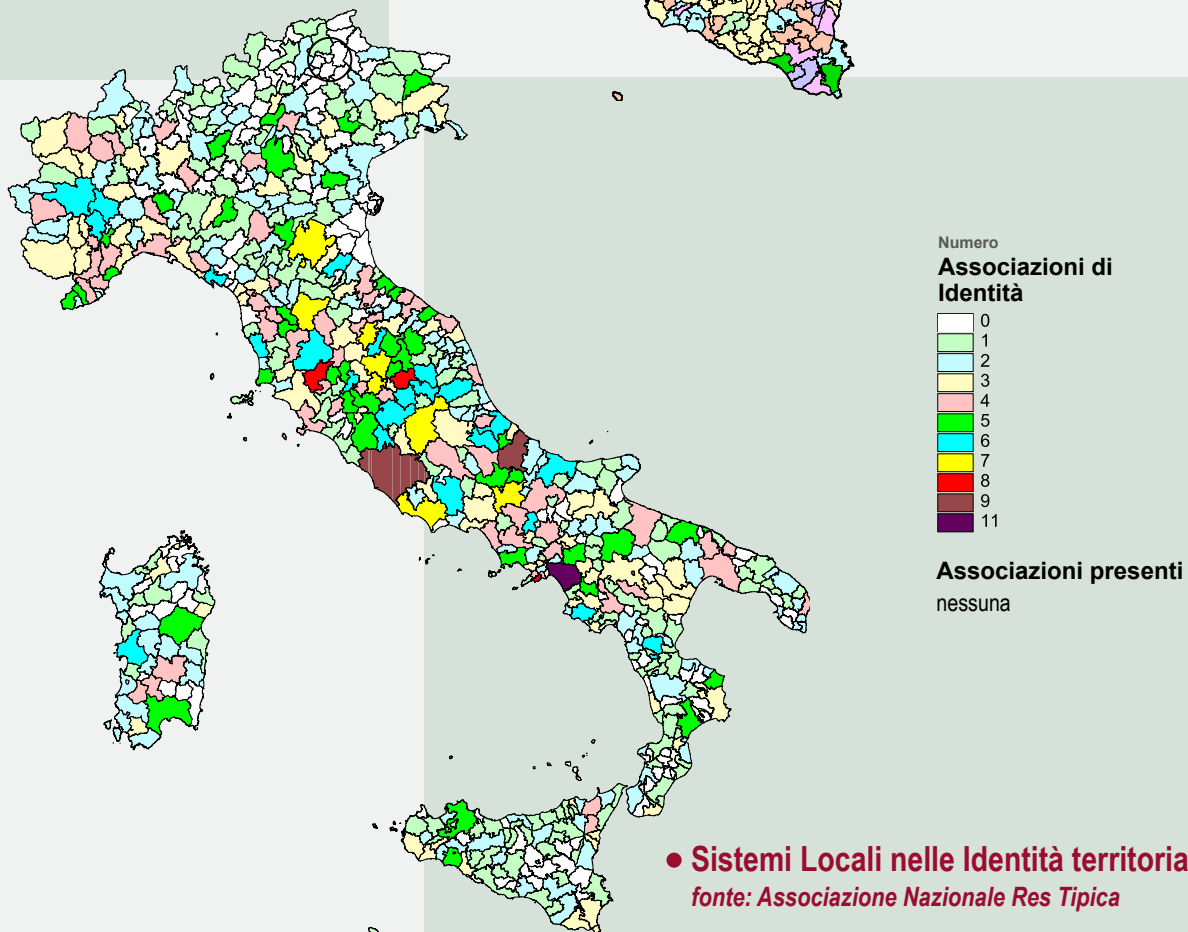 Numero
Associazioni di
Identità
0
1
2
3
4
5
6
7
8
9
11
Associazioni presenti
nessuna
• Sistemi Locali nelle Identità territoria
fonte: Associazione Nazionale Res Tipica